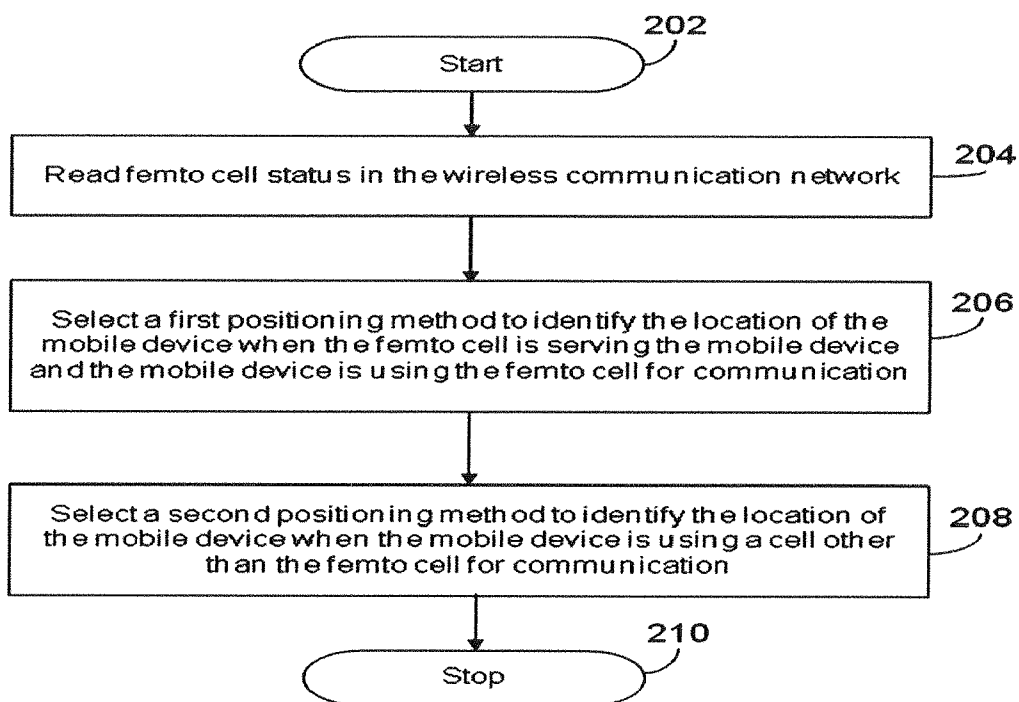 202
Start
204
Read femto cell status in the wireless communication network
206
Select a first positioning method to identify the location of the
mobile device when the femto cell is serving the mobile device
and the mobile device is using the femto cell for communication
208
Select a second positioning method to identify the location of
the mobile device when the mobile device is using a cell other
than the femto cell for communication
210
Stop